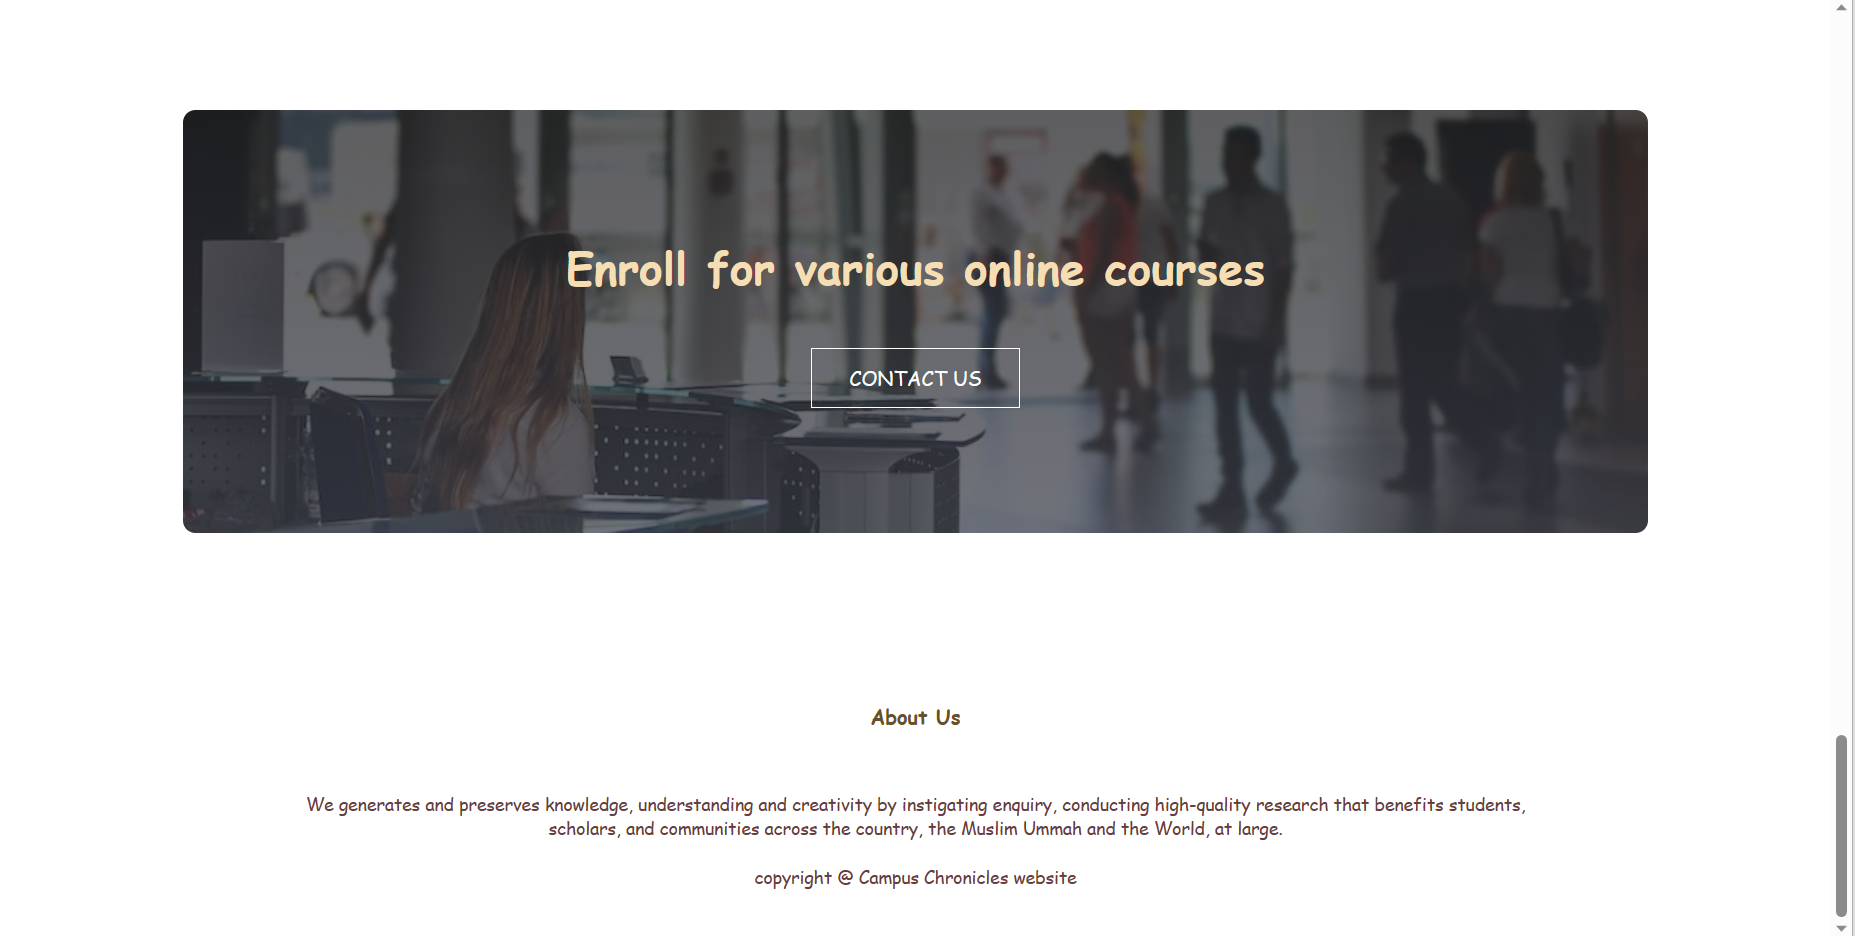 Enroll for various online courses
CONTACT US
About Us
We generates and preserves knowledge, understanding and creativity by instigating enquiry, conducting high-quality research that benefits students,
scholars, and communities across the country, the Muslim Ummah and the World, at large.
copyright @ Campus Chronicles website